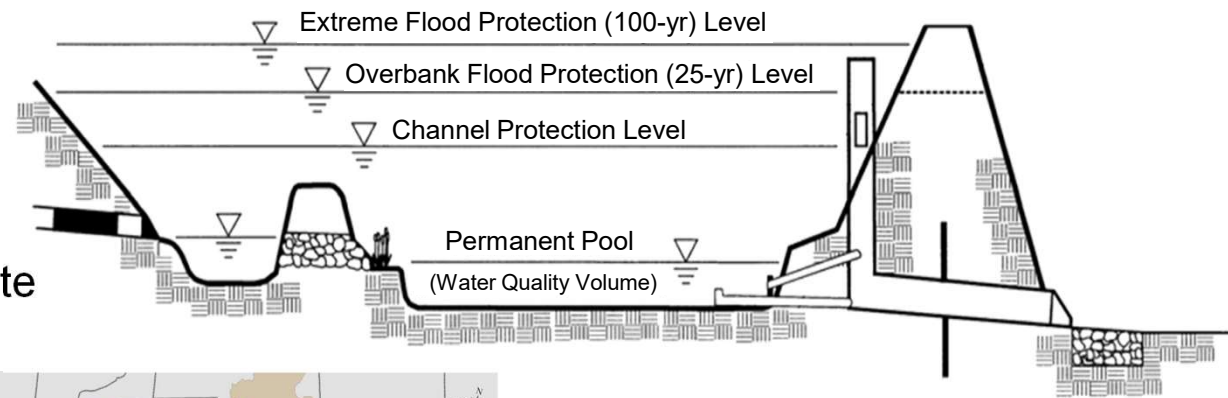 Extreme Flood Protection (100-yr) Level
Overbank Flood Protection (25-yr) Level
Channel Protection Level
Permanent Pool
(Water Quality Volume)
te
N